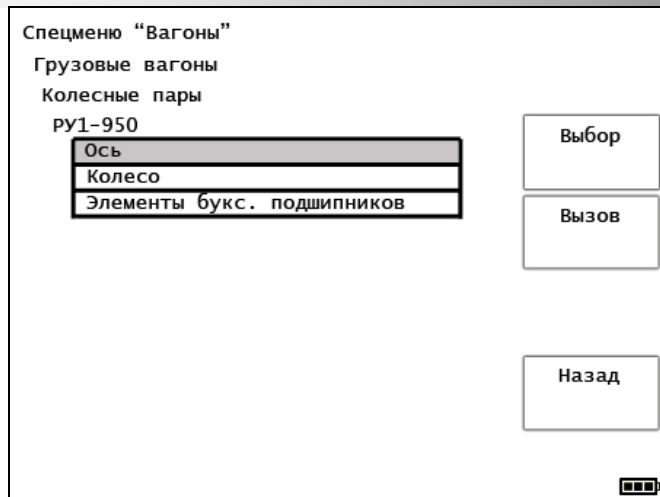 Спецменю “Вагоны”
Грузовые вагоны
Колесные пары
РУ1-950
Ось
Колесо
Элементы букс. подшипников
Выбор
Вызов
Назад